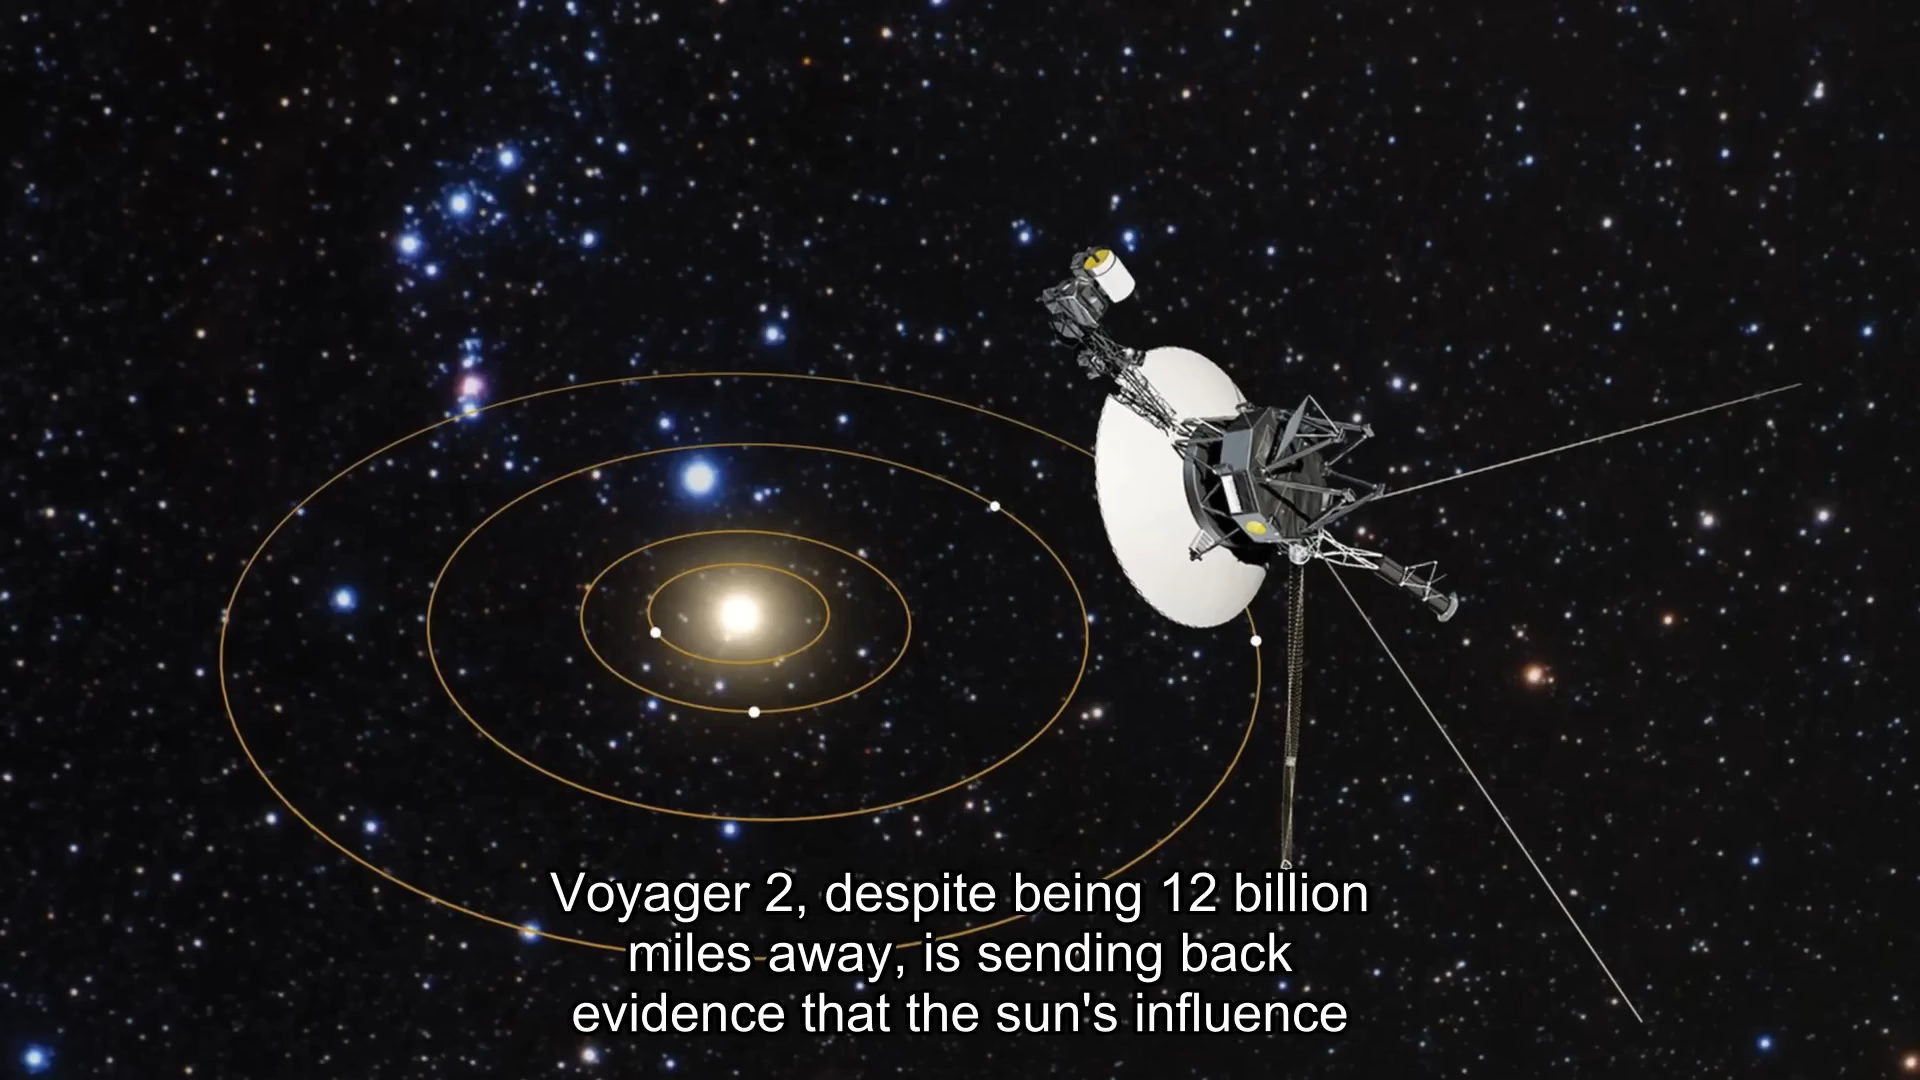 Voyager 2, despite being 12 billion
miles away, is sending back
evidence that the sun's influence